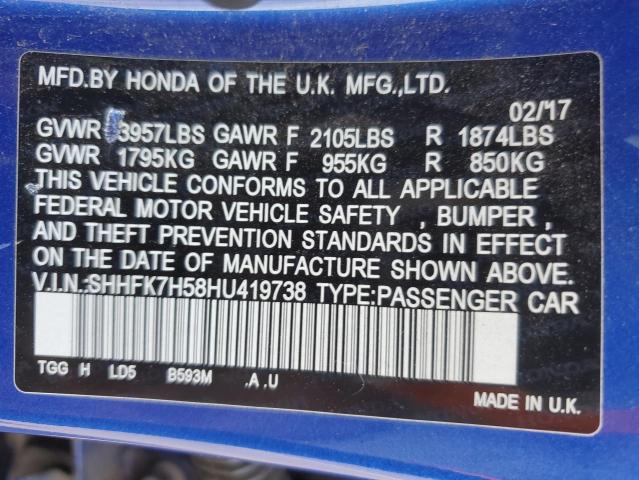 MFD.BY HONDA OF THE U.K. MFG.,LTD.
02/17
GVWR 3957LBS GAWR F 2105LBS R 1874LBS
GVWR 1795KG GAWR F 955KG R 850KG
THIS VEHICLE CONFORMS TO ALL APPLICABLE
FEDERAL MOTOR VEHICLE SAFETY , BUMPER ,
AND THEFT PREVENTION STANDARDS IN EFFECT
ON THE DATE OF MANUFACTURE SHOWN ABOVE.
V.I.N.:SHHFK7H58HU419738 TYPE:PASSENGER CAR
TGG H LD5 B593M .A .U
MADE IN U.K.